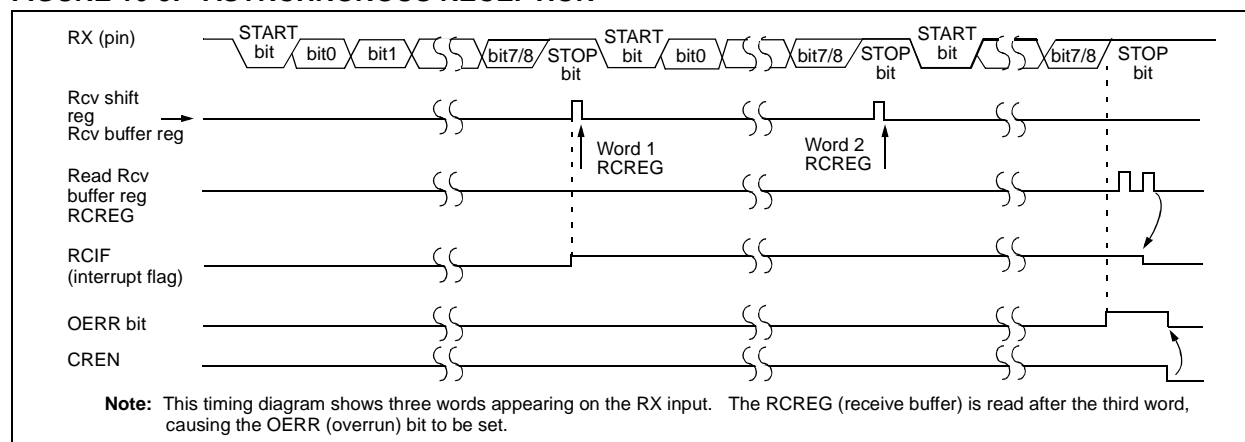 RX (pin)
START
bit
bit0
bit1
bit7/8
STOP
bit
START
bit
bit0
bit7/8
STOP
bit
START
bit
bit7/8
STOP
bit
Rcv shift
reg
Rcv buffer reg
Word 1
RCREG
Word 2
RCREG
Read Rcv
buffer reg
RCREG
RCIF
(interrupt flag)
OERR bit
CREN
Note: This timing diagram shows three words appearing on the RX input. The RCREG (receive buffer) is read after the third word,
causing the OERR (overrun) bit to be set.